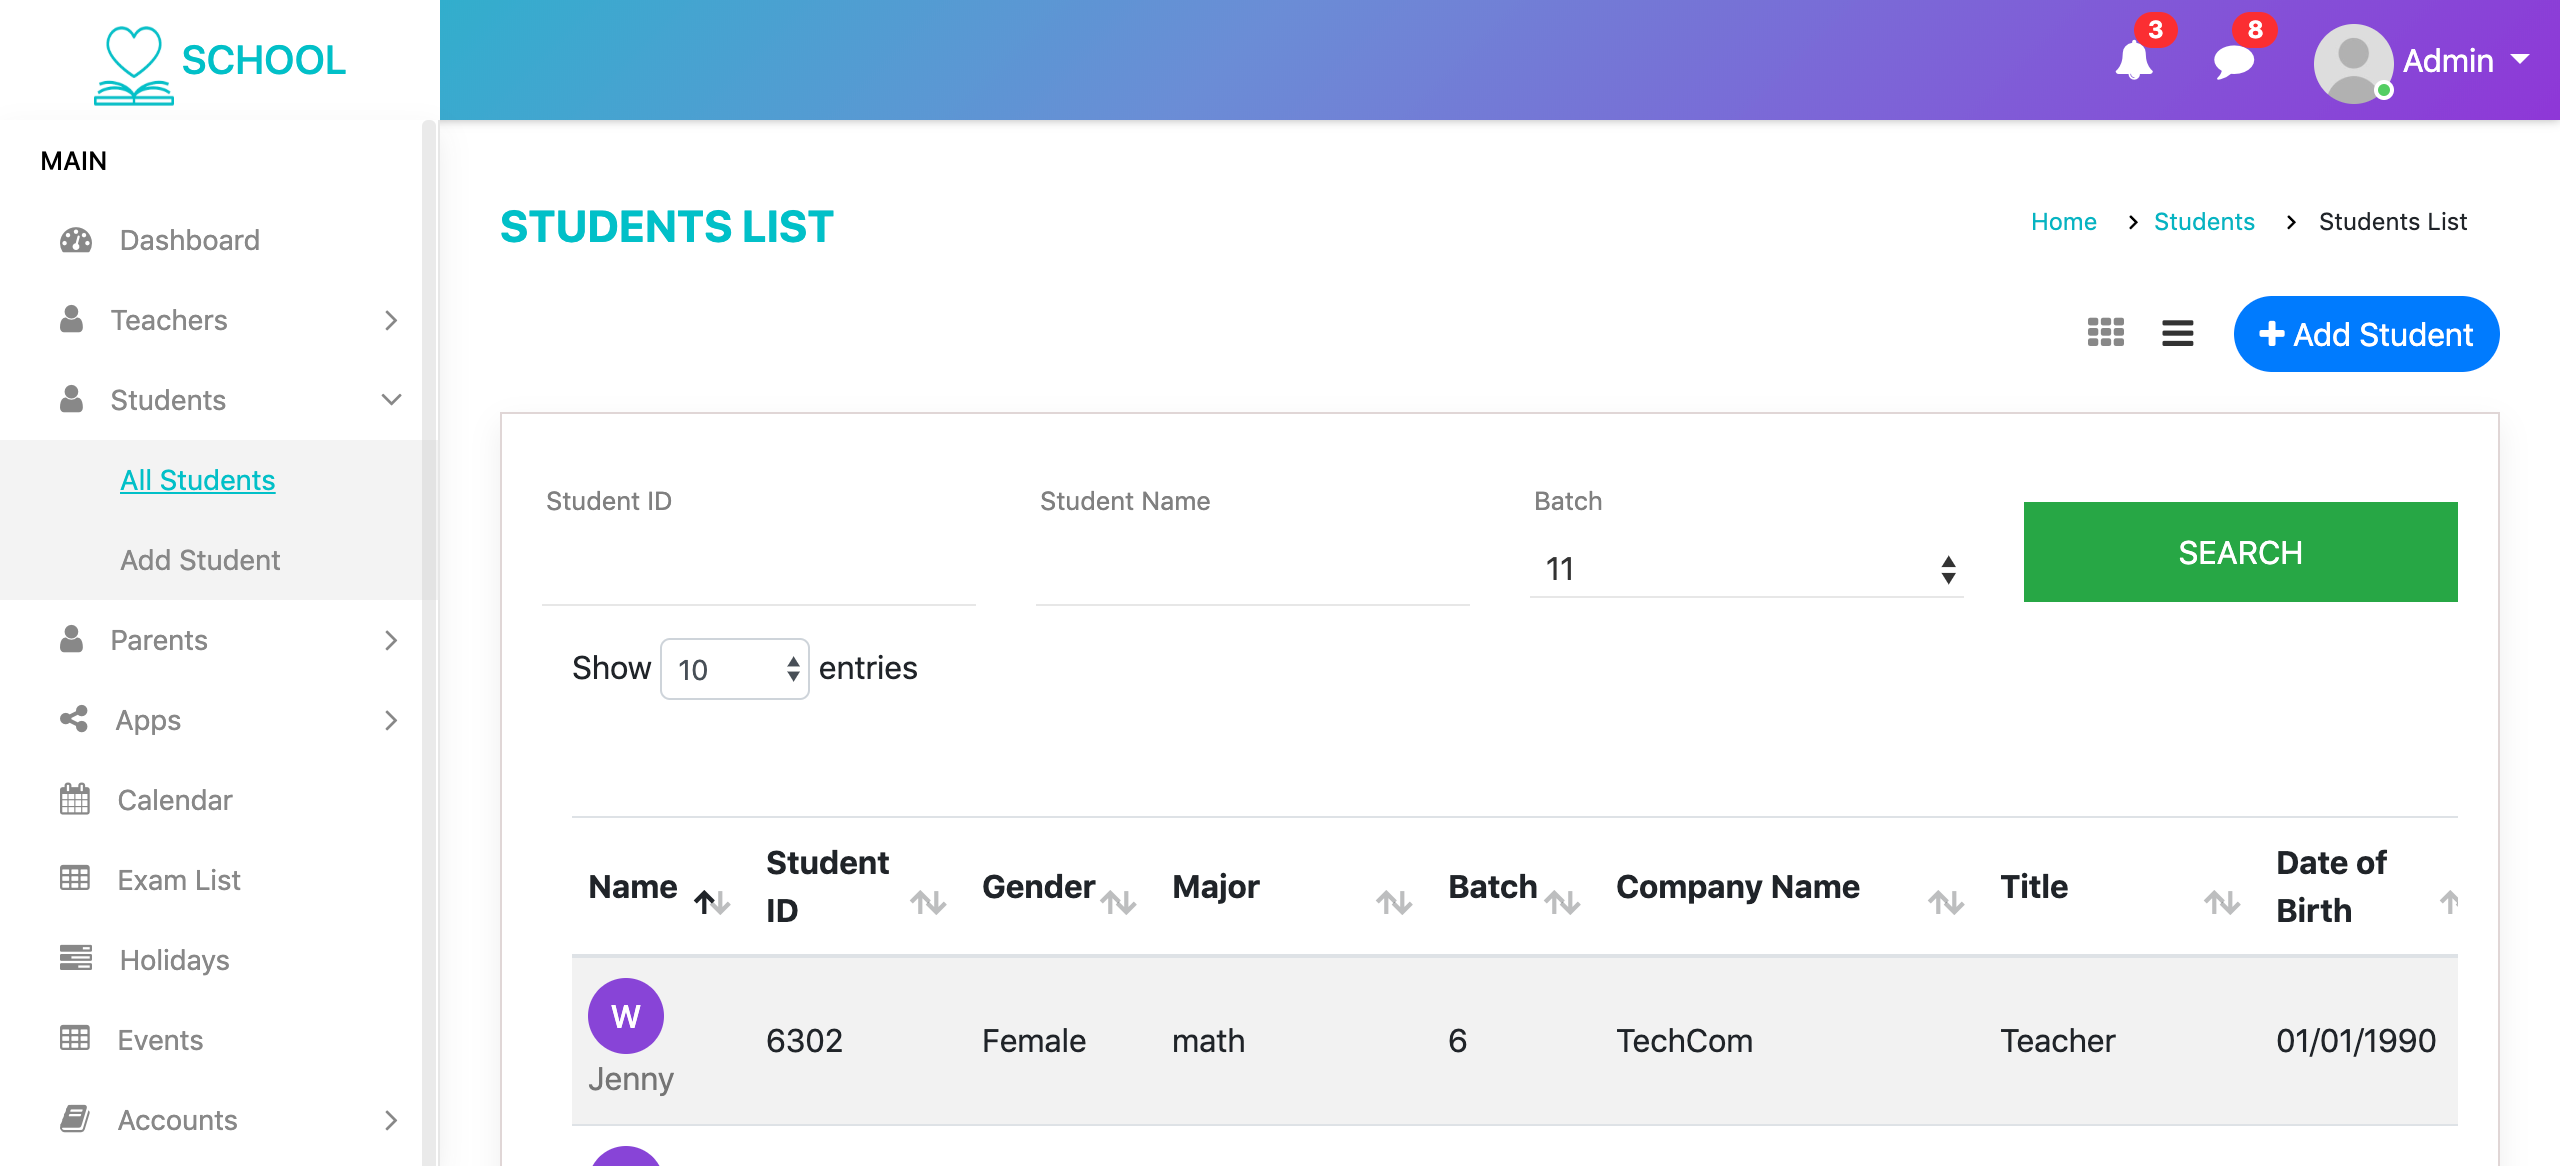 SCHOOL
3
8
Admin
MAIN
Dashboard
Teachers
Students
All Students
Add Student
Parents
Apps
Calendar
Exam List
Holidays
Events
Accounts
STUDENTS LIST
Home > Students > Students List
Add Student
Student ID
Student Name
Batch
11
SEARCH
Show 10 entries
Name Student ID Gender Major Batch Company Name Title Date of Birth
W
Jenny 6302 Female math 6 TechCom Teacher 01/01/1990